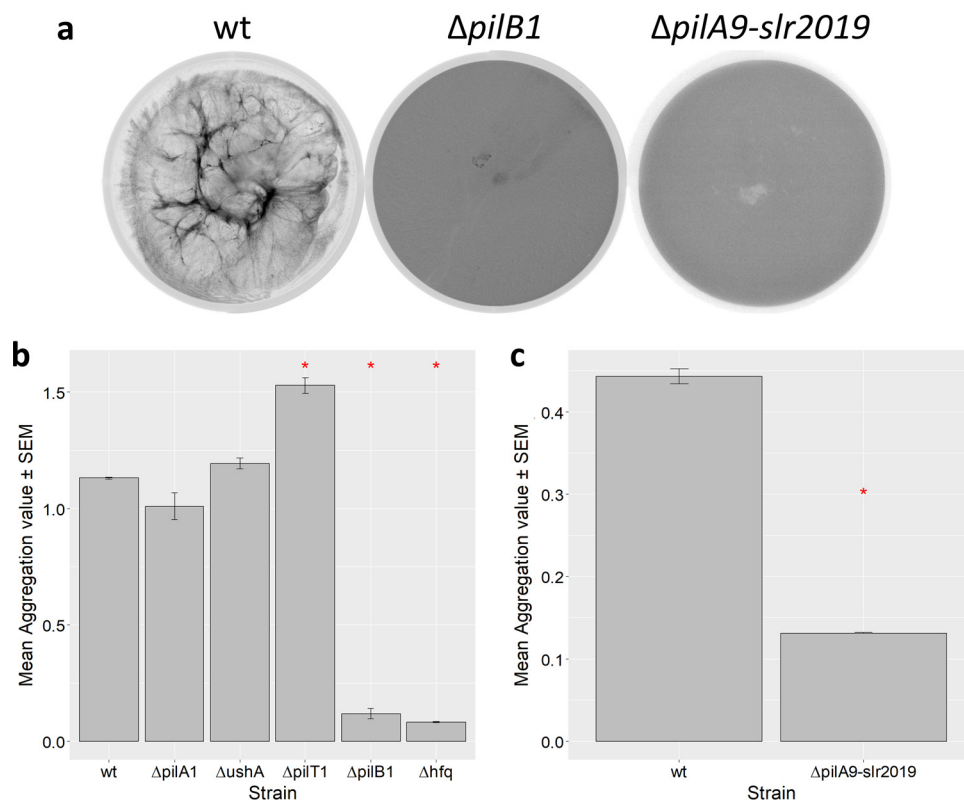 a wt ΔpilB1 ΔpilA9-slr2019
b
Mean Aggregation value ± SEM
1.5
1.0
0.5
0.0
* * *
wt ΔpilA1 ΔushA ΔpilT1 ΔpilB1 Δhfq
Strain
c
Mean Aggregation value ± SEM
0.4
0.3
0.2
0.1
0.0
*
wt ΔpilA9-slr2019
Strain